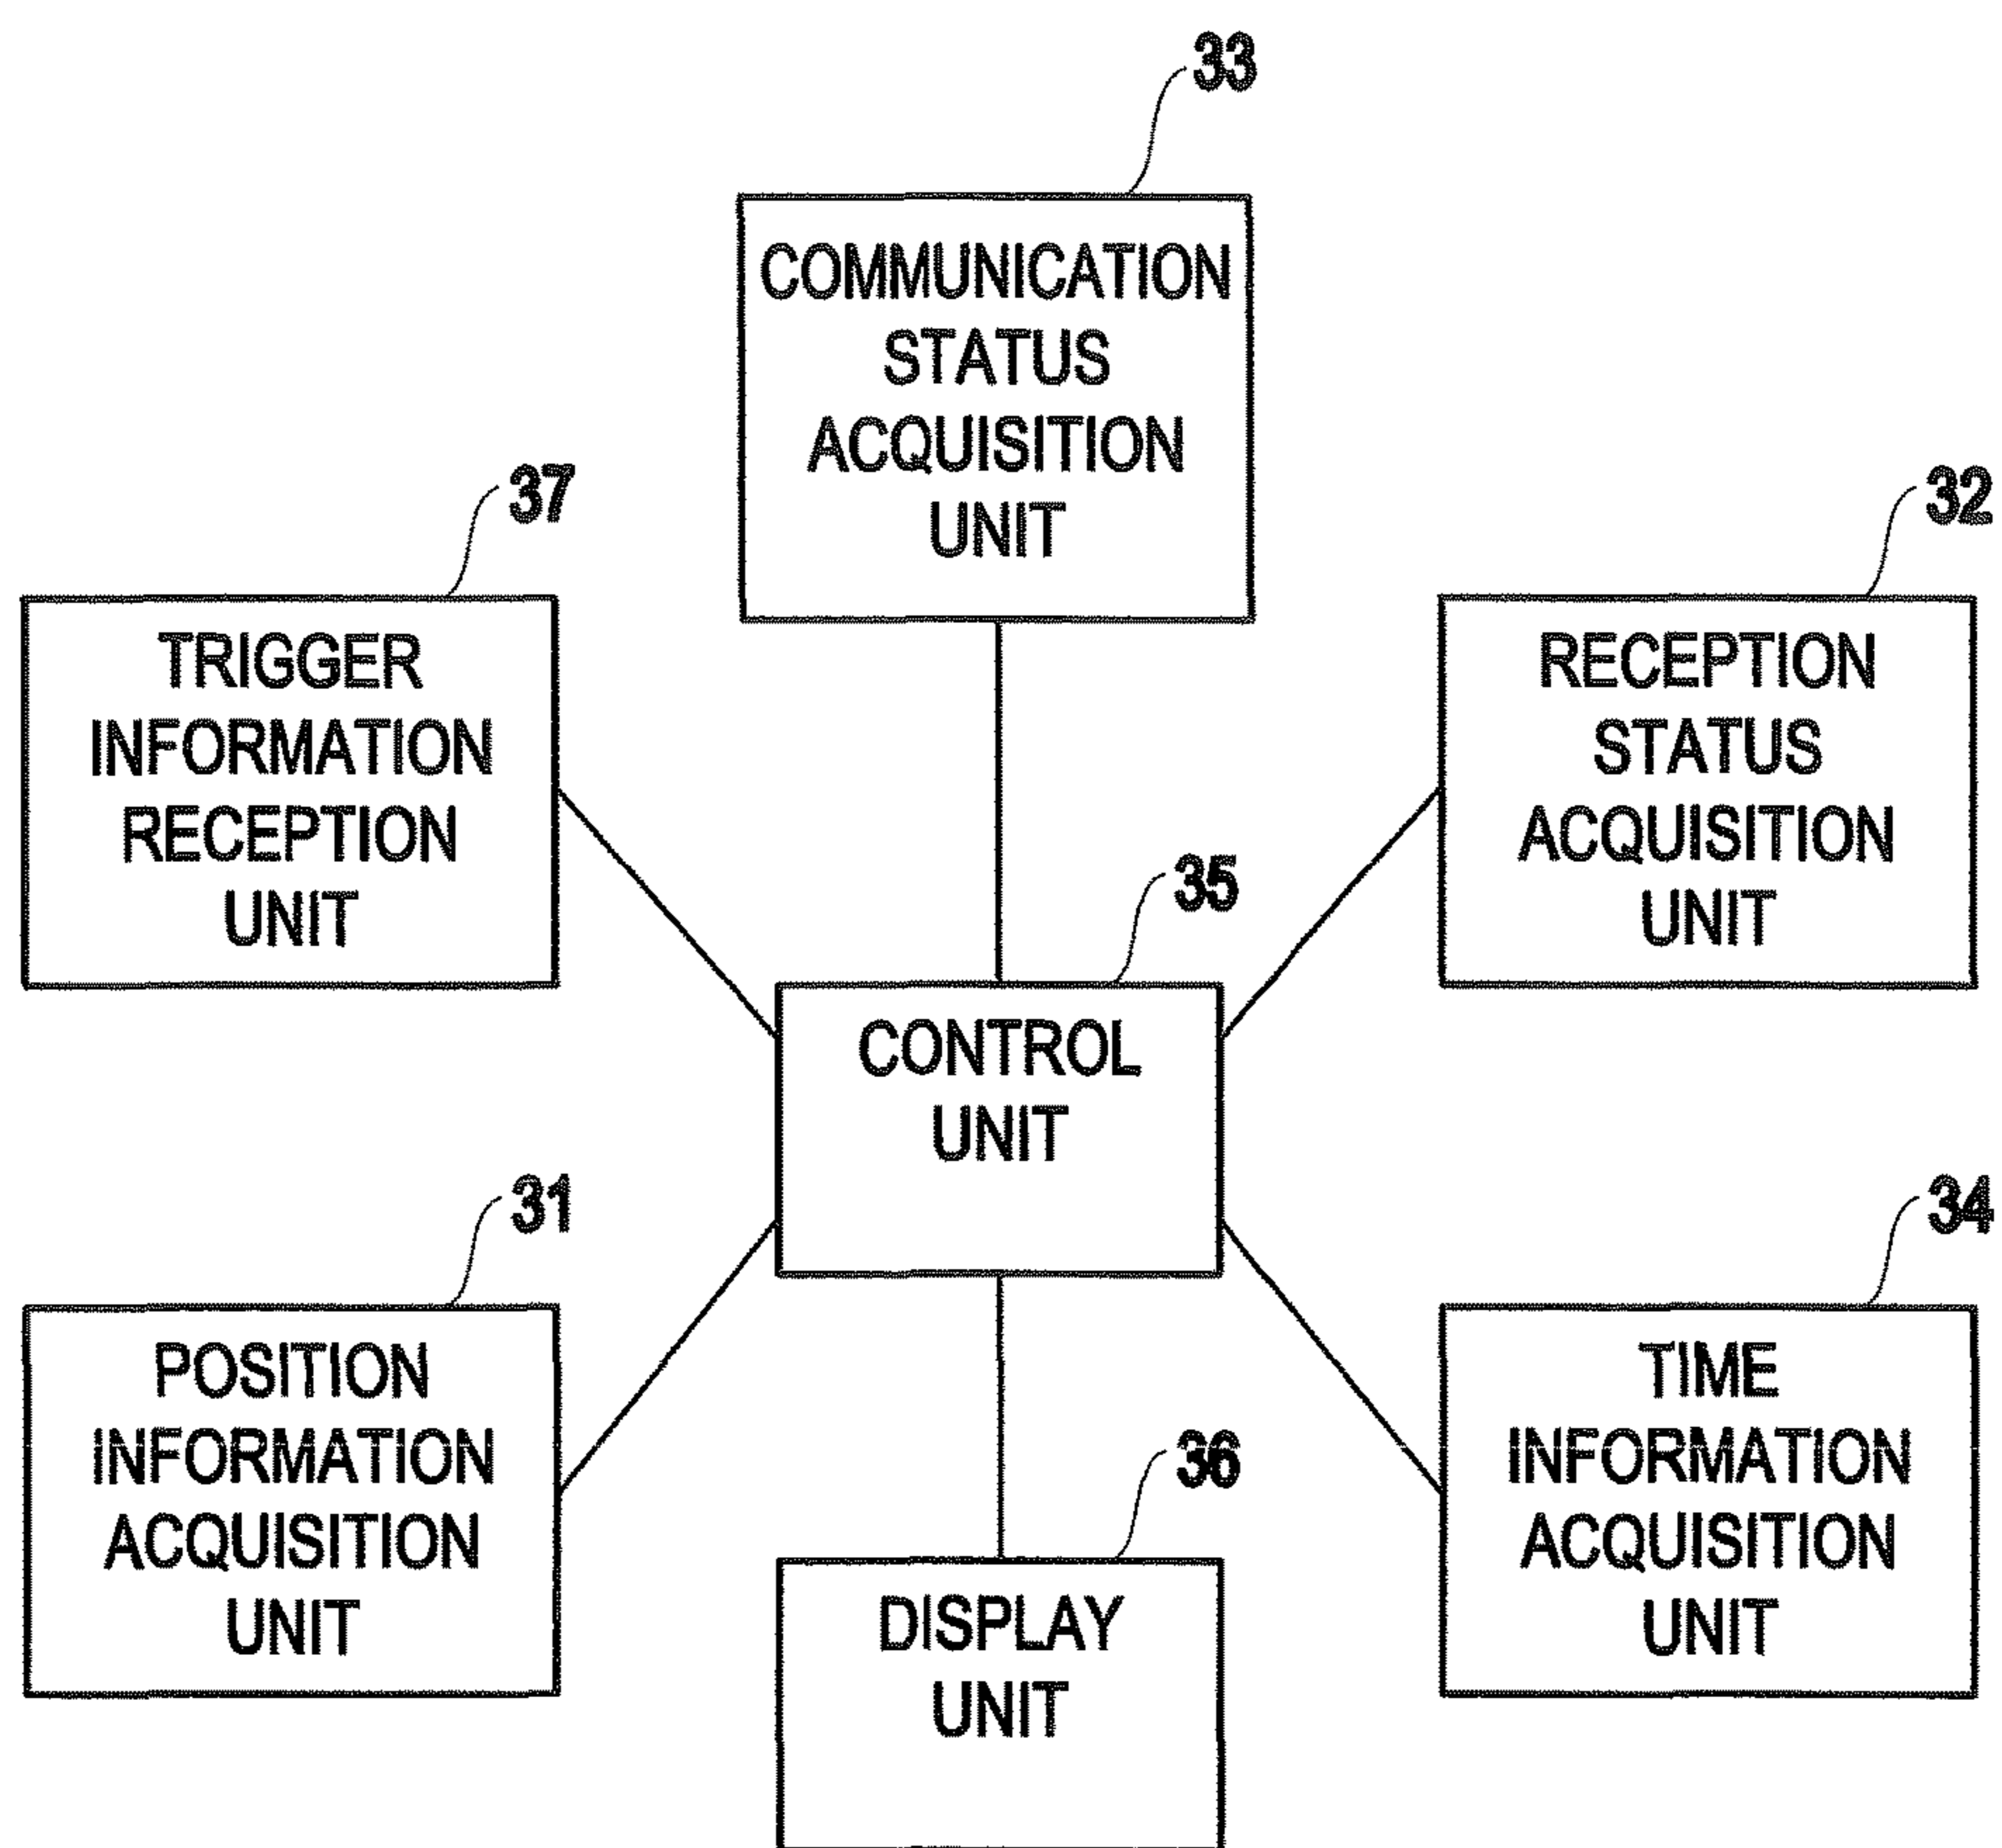 33
COMMUNICATION
STATUS
ACQUISITION
UNIT
37
TRIGGER
INFORMATION
RECEPTION
UNIT
32
RECEPTION
STATUS
ACQUISITION
UNIT
35
CONTROL
UNIT
31
POSITION
INFORMATION
ACQUISITION
UNIT
34
TIME
INFORMATION
ACQUISITION
UNIT
36
DISPLAY
UNIT